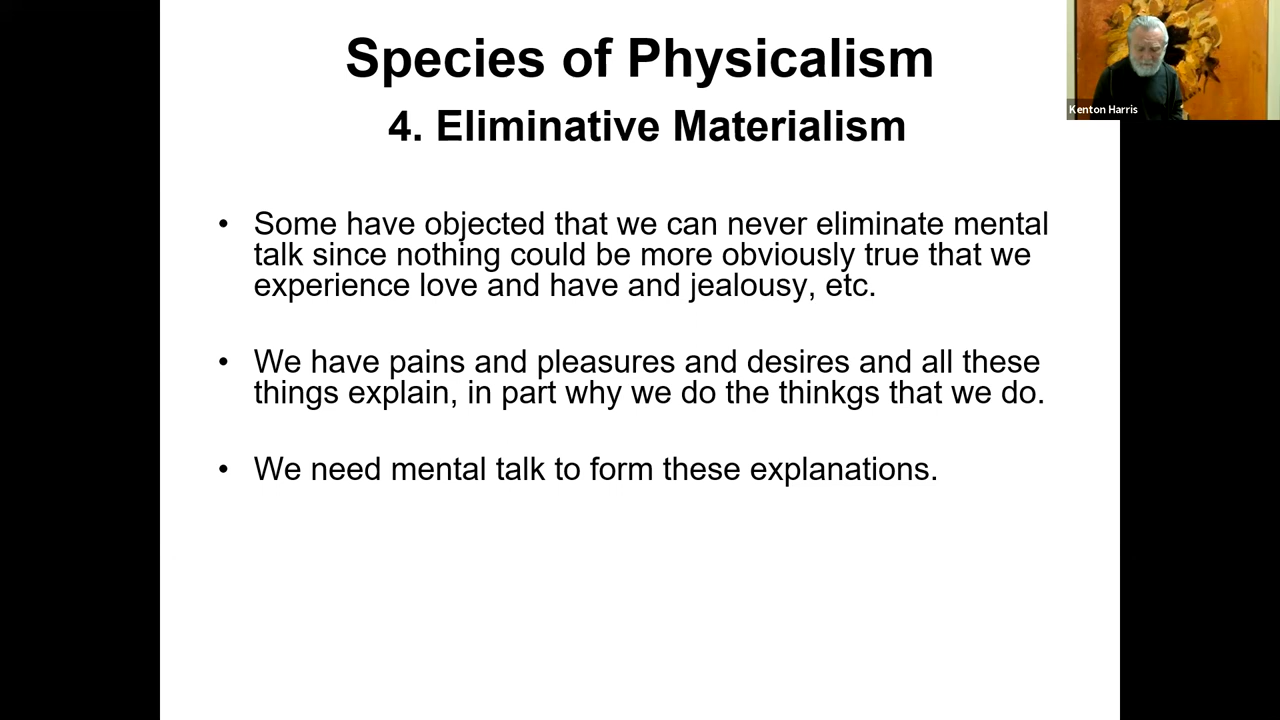 Species of Physicalism
4. Eliminative Materialism
Kenton Harris
• Some have objected that we can never eliminate mental
talk since nothing could be more obviously true that we
experience love and have and jealousy, etc.
• We have pains and pleasures and desires and all these
things explain, in part why we do the thinkgs that we do.
• We need mental talk to form these explanations.